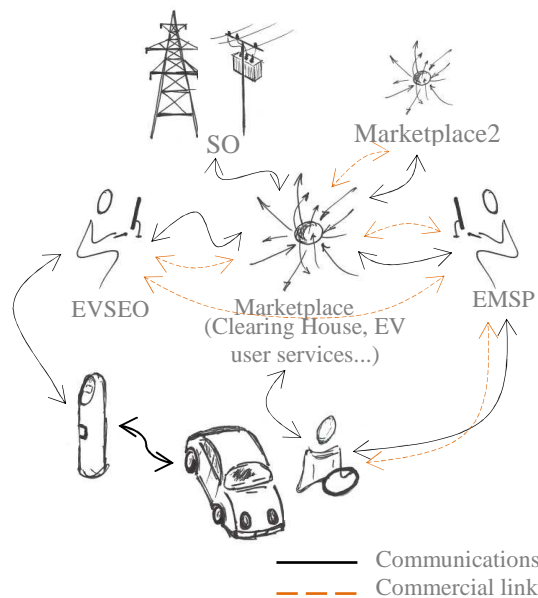 SO
Marketplace2
EVSEO
Marketplace
(Clearing House, EV
user services...)
EMSP
Communications
Commercial link